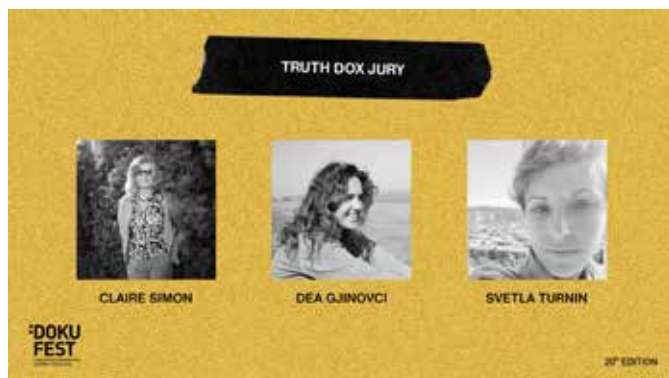 TRUTH DOX JURY
CLAIRE SIMON
DEA GJINOVCI
SVETLA TURNIN
DOKU
FEST
20th EDITION